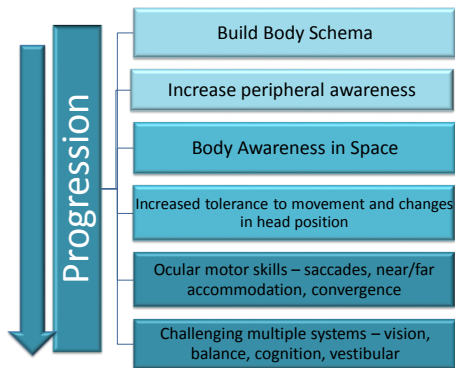 Progression
Build Body Schema
Increase peripheral awareness
Body Awareness in Space
Increased tolerance to movement and changes
in head position
Ocular motor skills – saccades, near/far
accommodation, convergence
Challenging multiple systems – vision,
balance, cognition, vestibular